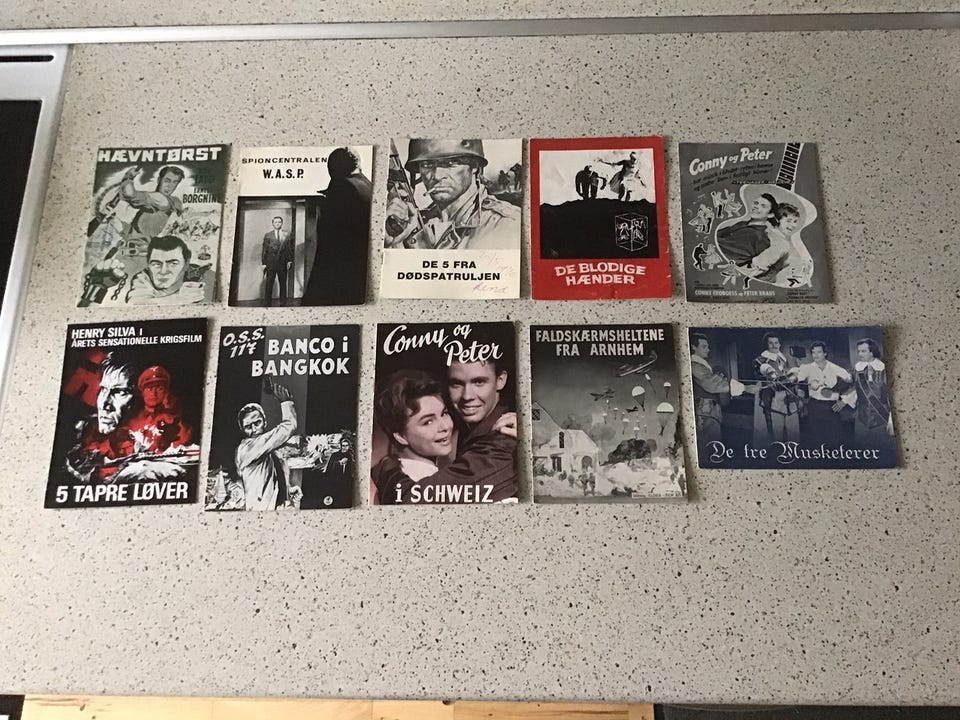 HÆVNTØRST
BORGNINE
SPIONCENTRALEN
W.A.S.P.
DE 5 FRA
DØDSPATRULJEN
DE BLODIGE
HÆNDER
Conny og Peter
CONNY FROBOESS og PETER KRAUS
HENRY SILVA i
ÅRETS SENSATIONELLE KRIGSFILM
5 TAPRE LØVER
O.S.S.
117
BANCO i
BANGKOK
Conny og
Peter
i SCHWEIZ
FALDSKÆRMSHELTENE
FRA ARNHEM
De tre Musketerer